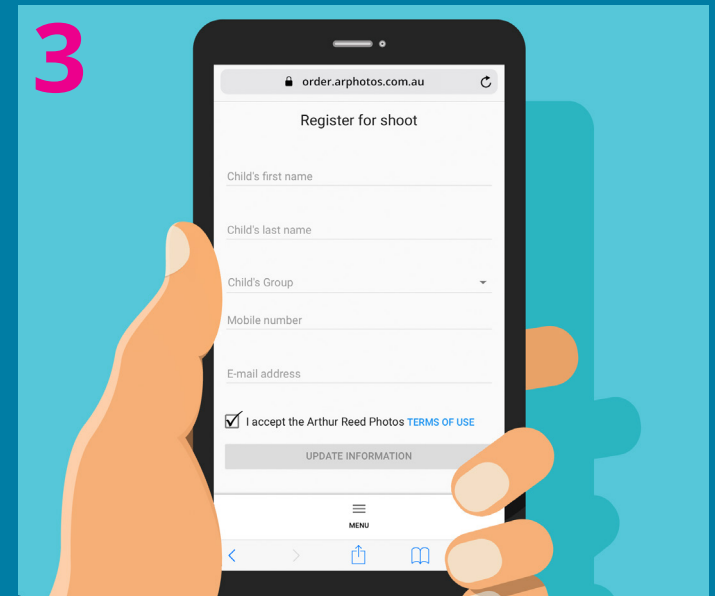 3
order.arphotos.com.au
Register for shoot
Child's first name
Child's last name
Child's Group
Mobile number
E-mail address
I accept the Arthur Reed Photos TERMS OF USE
UPDATE INFORMATION
MENU